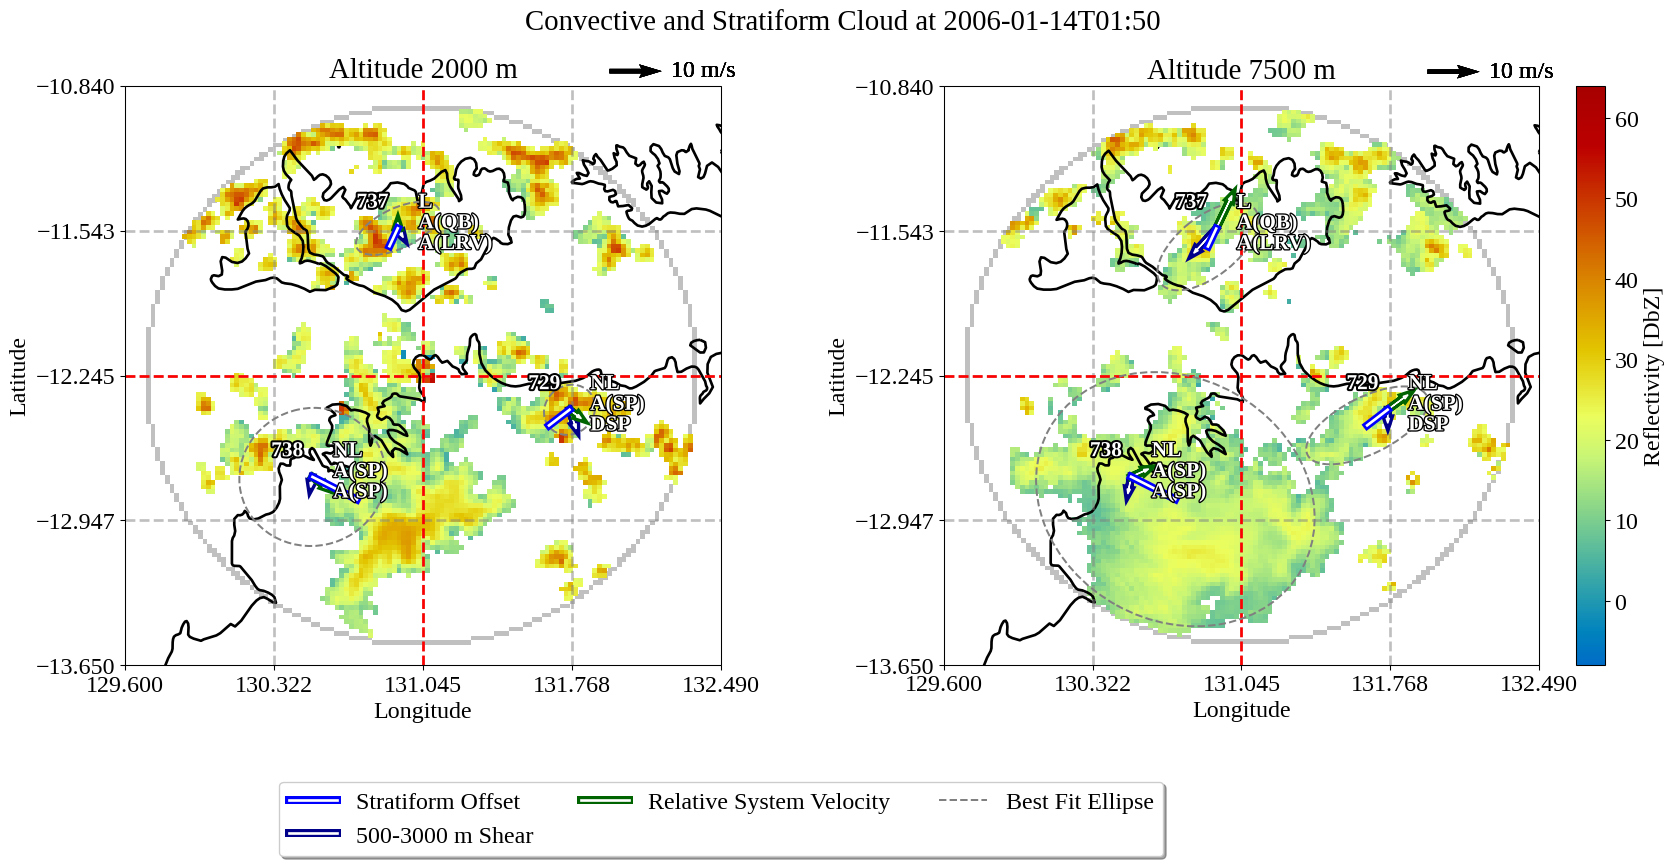 Convective and Stratiform Cloud at 2006-01-14T01:50
Altitude 2000 m
10 m/s
−10.840
−11.543
−12.245
−12.947
−13.650
129.600
130.322
131.045
131.768
132.490
Latitude
Longitude
737
L
A(QB)
A(LRV)
729
NL
A(SP)
DSP
738
NL
A(SP)
A(SP)
Altitude 7500 m
10 m/s
−10.840
−11.543
−12.245
−12.947
−13.650
129.600
130.322
131.045
131.768
132.490
Latitude
Longitude
737
L
A(QB)
A(LRV)
729
NL
A(SP)
DSP
738
NL
A(SP)
A(SP)
60
50
40
30
20
10
0
Reflectivity [DbZ]
Stratiform Offset
500-3000 m Shear
Relative System Velocity
Best Fit Ellipse